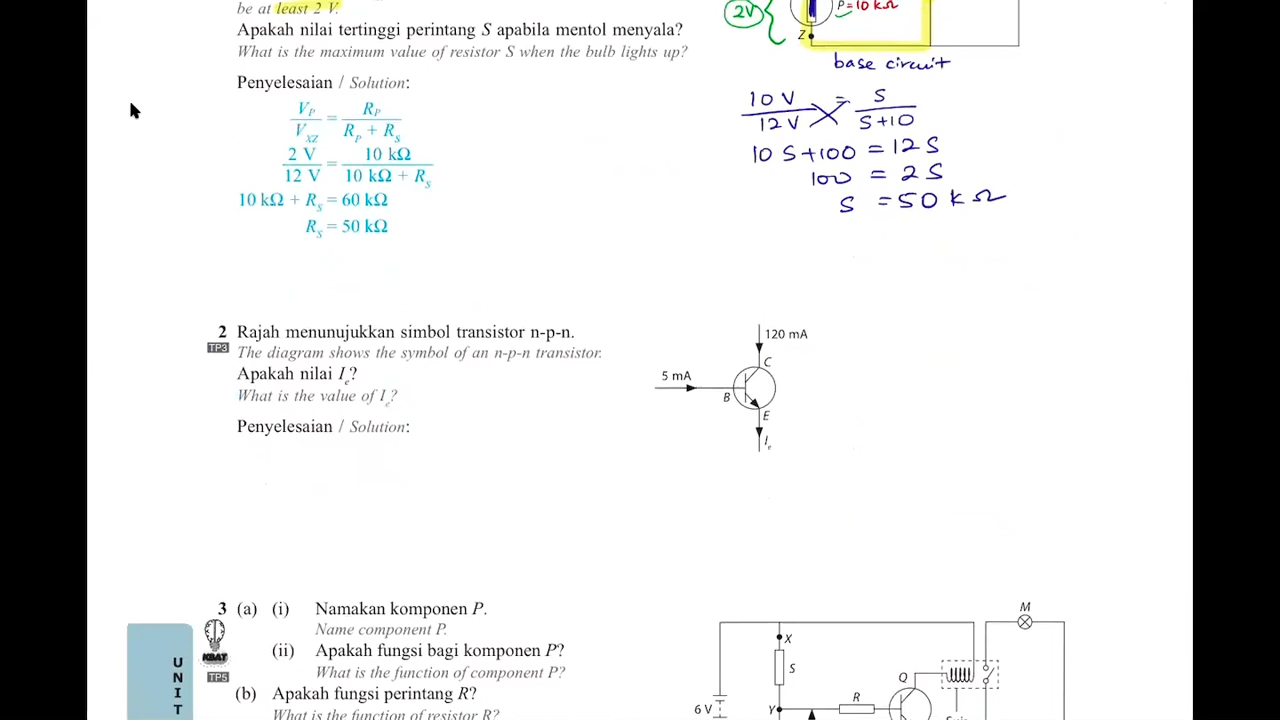 be at least 2 V.
Apakah nilai tertinggi perintang S apabila mentol menyala?
What is the maximum value of resistor S when the bulb lights up?
Penyelesaian / Solution:
V_P / V_XZ = R_P / (R_P + R_S)
2 V / 12 V = 10 kΩ / (10 kΩ + R_S)
10 kΩ + R_S = 60 kΩ
R_S = 50 kΩ
2V
P = 10 kΩ
Z
base circuit
10 V / 12 V = S / S+10
10 S + 100 = 12 S
100 = 2 S
S = 50 k Ω
2 Rajah menunujukkan simbol transistor n-p-n.
TP3
The diagram shows the symbol of an n-p-n transistor.
Apakah nilai I_e?
What is the value of I_e?
Penyelesaian / Solution:
120 mA
C
5 mA
B
E
I_e
3 (a) (i) Namakan komponen P.
Name component P.
KBAT
(ii) Apakah fungsi bagi komponen P?
TP5
What is the function of component P?
(b) Apakah fungsi perintang R?
What is the function of resistor R?
UNIT
M
X
S
Q
R
6 V
Y